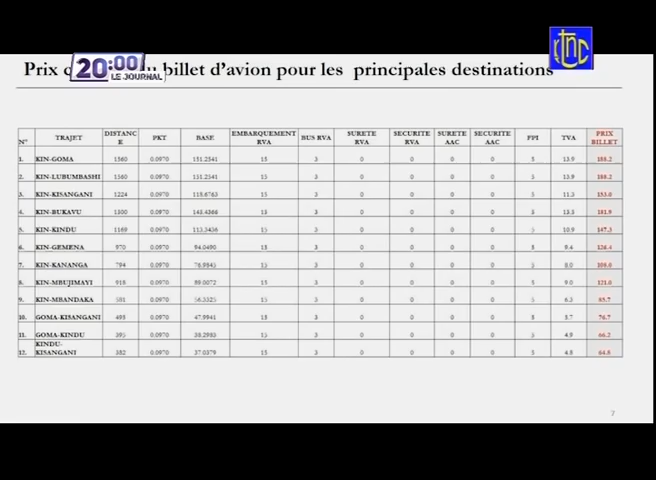 20:00
LE JOURNAL
rtnc
Prix billet d'avion pour les principales destinations
N° TRAJET DISTANCE PKT BASE EMBARQUEMENT RVA BUS RVA SURETE RVA SECURITE RVA SURETE AAC SECURITE AAC FPI TVA PRIX BILLET
1. KIN-GOMA 1560 0.0970 151.2541 15 3 0 0 0 0 5 13.9 188.2
2. KIN-LUBUMBASHI 1560 0.0970 151.2541 15 3 0 0 0 0 5 13.9 188.2
3. KIN-KISANGANI 1224 0.0970 118.6763 15 3 0 0 0 0 5 11.3 153.0
4. KIN-BUKAVU 1500 0.0970 145.4366 15 3 0 0 0 0 5 13.5 181.9
5. KIN-KINDU 1169 0.0970 113.3436 15 3 0 0 0 0 5 10.9 147.3
6. KIN-GEMENA 970 0.0970 94.0490 15 3 0 0 0 0 5 9.4 126.4
7. KIN-KANANGA 794 0.0970 76.9845 15 3 0 0 0 0 5 8.0 108.0
8. KIN-MBUJIMAYI 918 0.0970 89.0072 15 3 0 0 0 0 5 9.0 121.0
9. KIN-MBANDAKA 0.0970 15 3 0 0 0 0 5 6.3 85.7
10. GOMA-KISANGANI 495 0.0970 47.9941 15 3 0 0 0 0 5 5.7 76.7
11. GOMA-KINDU 395 0.0970 38.2985 15 3 0 0 0 0 5 4.9 66.2
12. KINDU-KISANGANI 382 0.0970 37.0379 15 3 0 0 0 0 5 4.8 64.8
7